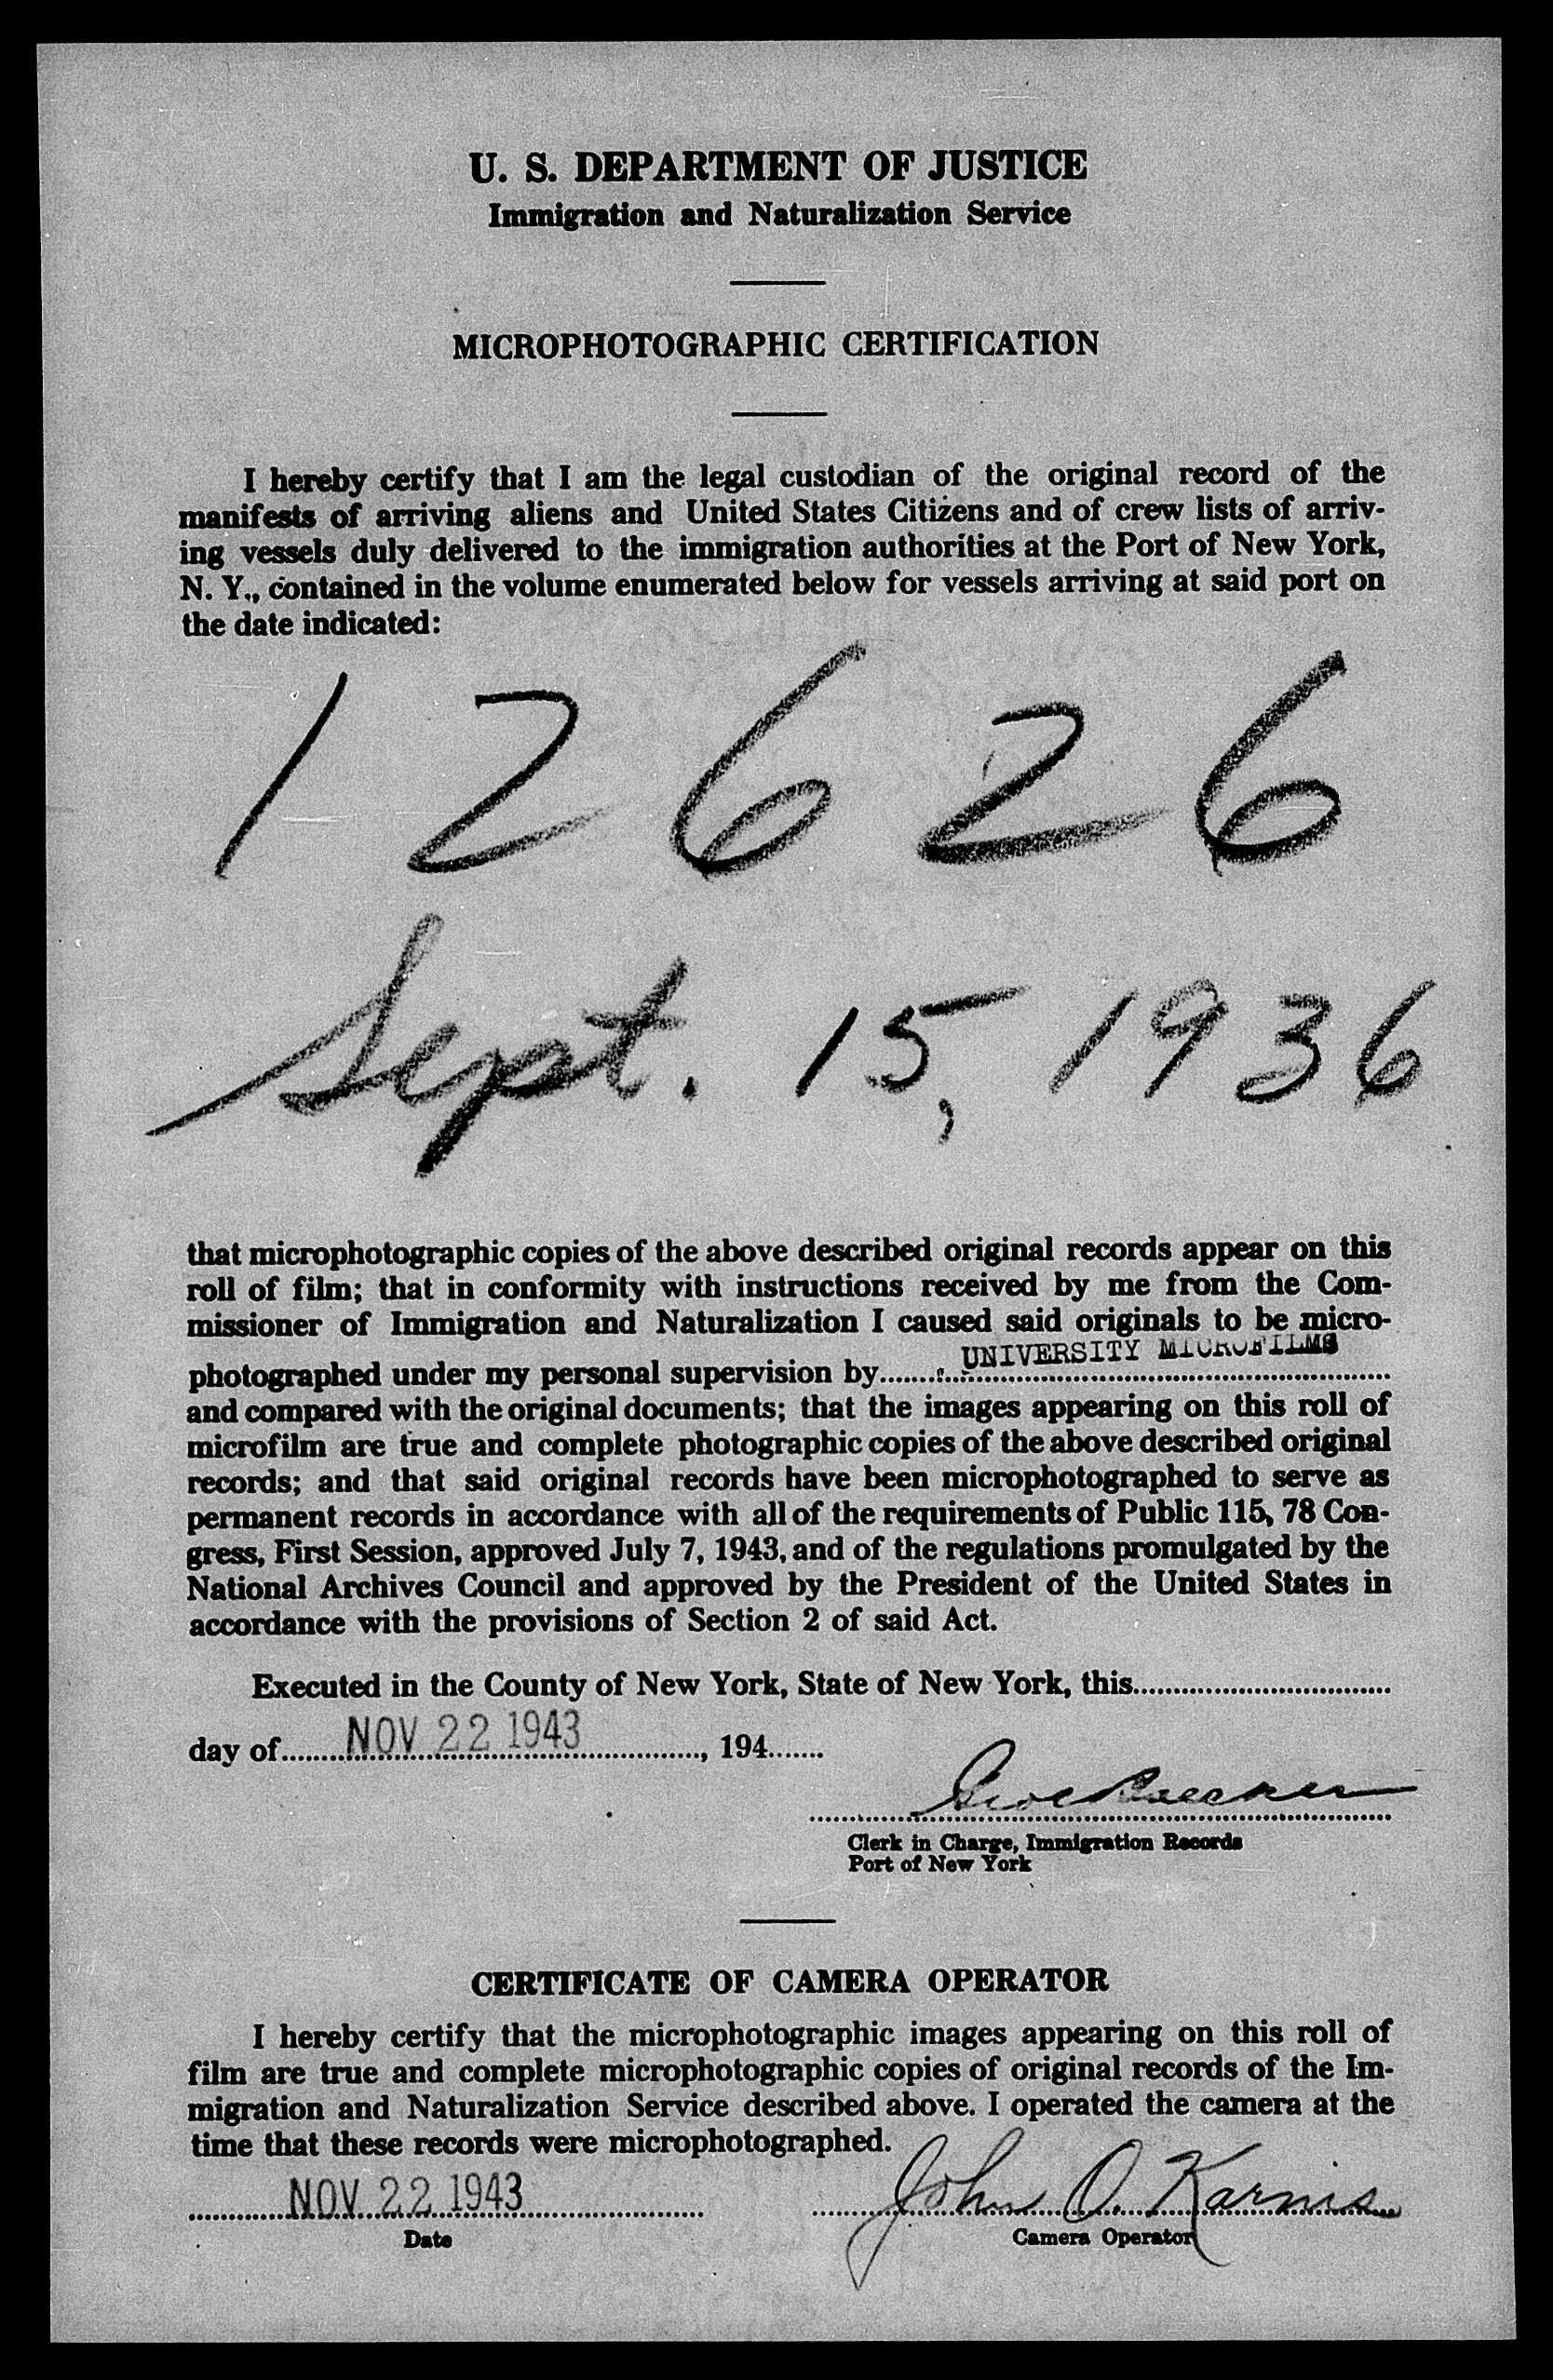 U. S. DEPARTMENT OF JUSTICE
Immigration and Naturalization Service
MICROPHOTOGRAPHIC CERTIFICATION
I hereby certify that I am the legal custodian of the original record of the
manifests of arriving aliens and United States Citizens and of crew lists of arriv-
ing vessels duly delivered to the immigration authorities at the Port of New York,
N. Y., contained in the volume enumerated below for vessels arriving at said port on
the date indicated:
12626
Sept. 15, 1936
that microphotographic copies of the above described original records appear on this
roll of film; that in conformity with instructions received by me from the Com-
missioner of Immigration and Naturalization I caused said originals to be micro-
photographed under my personal supervision by UNIVERSITY MICROFILMS
and compared with the original documents; that the images appearing on this roll of
microfilm are true and complete photographic copies of the above described original
records; and that said original records have been microphotographed to serve as
permanent records in accordance with all of the requirements of Public 115, 78 Con-
gress, First Session, approved July 7, 1943, and of the regulations promulgated by the
National Archives Council and approved by the President of the United States in
accordance with the provisions of Section 2 of said Act.
Executed in the County of New York, State of New York, this
day of NOV 22 1943, 194
Clerk in Charge, Immigration Records
Port of New York
CERTIFICATE OF CAMERA OPERATOR
I hereby certify that the microphotographic images appearing on this roll of
film are true and complete microphotographic copies of original records of the Im-
migration and Naturalization Service described above. I operated the camera at the
time that these records were microphotographed.
NOV 22 1943 John O. Karnis
Date Camera Operator